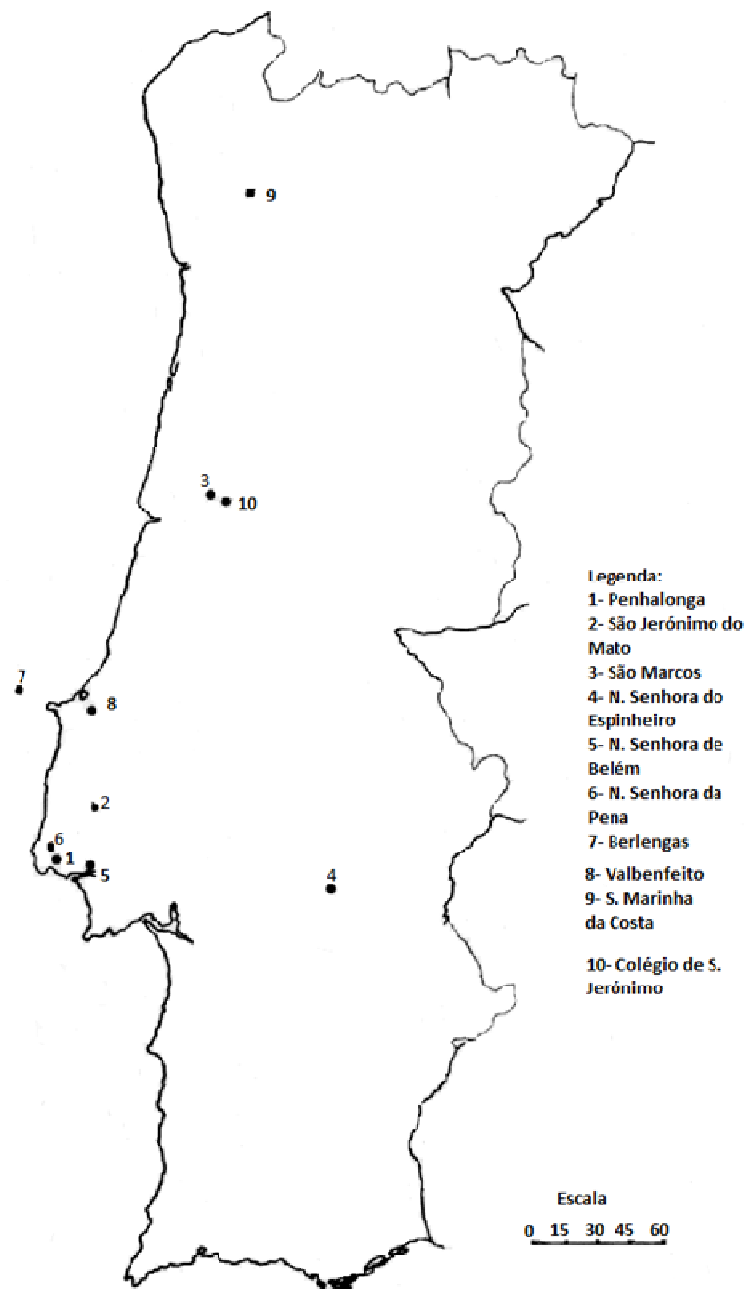 9
3
10
7
8
2
6
1
5
4
Legenda:
1- Penhalonga
2- São Jerónimo do
Mato
3- São Marcos
4- N. Senhora do
Espinheiro
5- N. Senhora de
Belém
6- N. Senhora da
Pena
7- Berlengas
8- Valbenfeito
9- S. Marinha
da Costa
10- Colégio de S.
Jerónimo
Escala
0 15 30 45 60